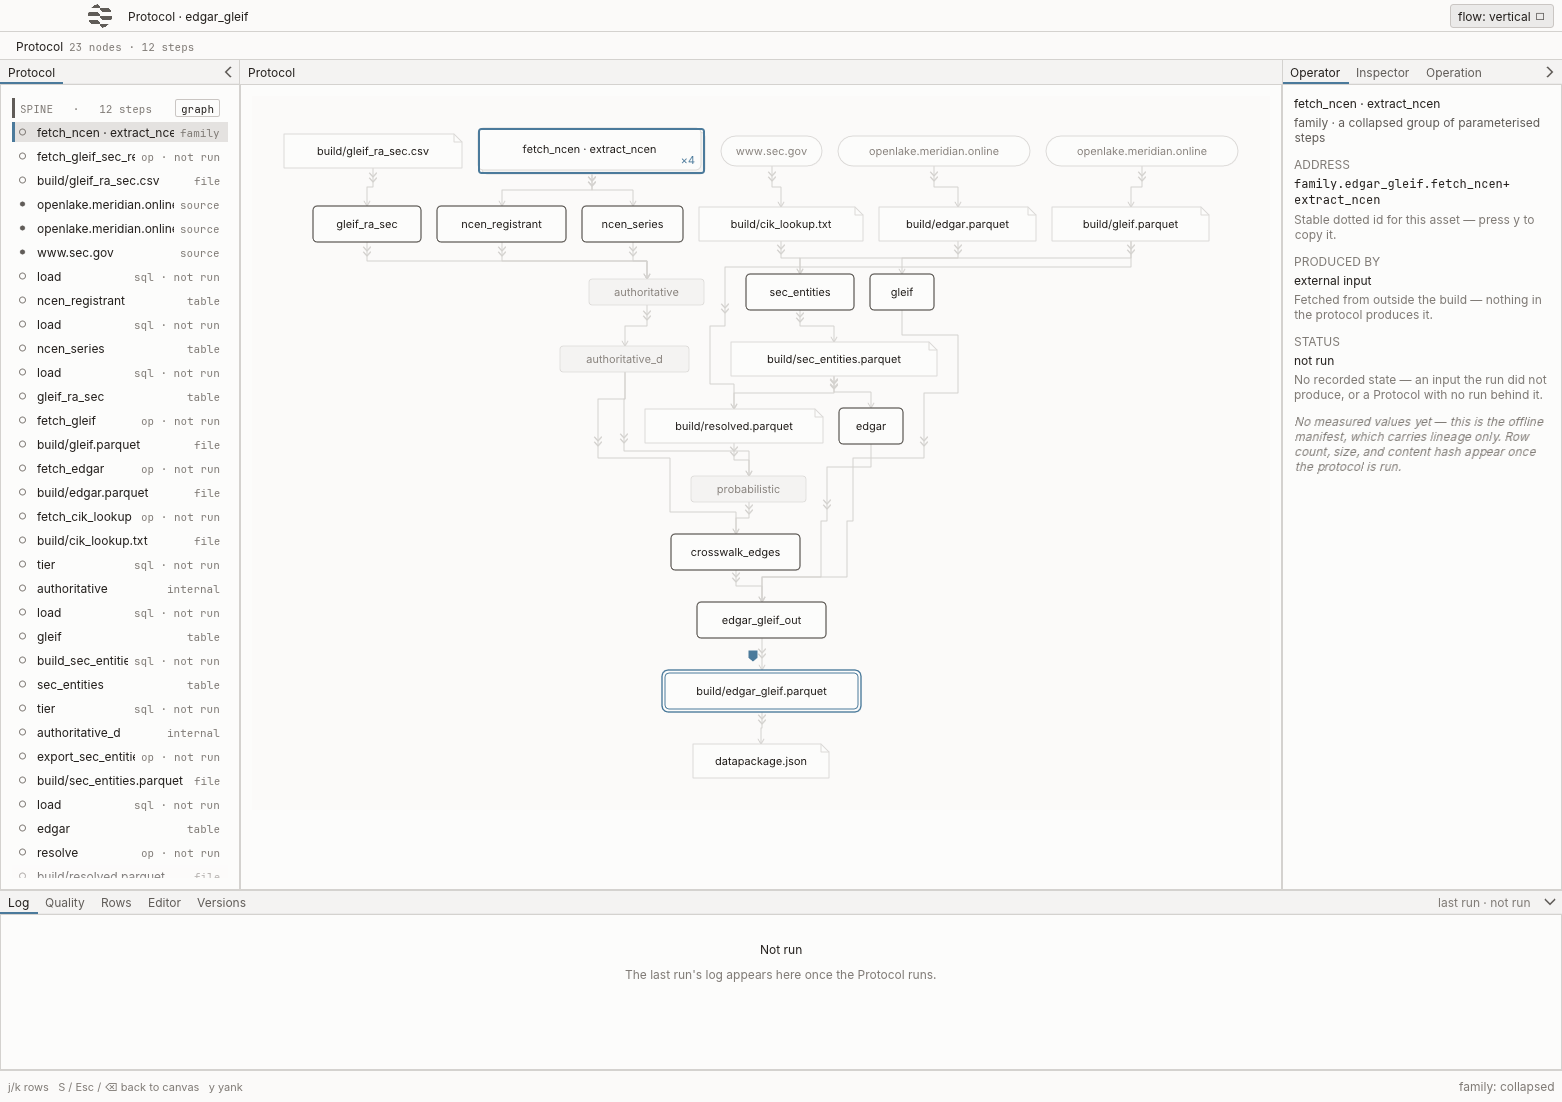 Protocol · edgar_gleif
flow: vertical
Protocol 23 nodes · 12 steps
Protocol
Protocol
Operator Inspector Operation
SPINE · 12 steps graph
fetch_ncen · extract_nce family
fetch_gleif_sec_re op · not run
build/gleif_ra_sec.csv file
openlake.meridian.online source
openlake.meridian.online source
www.sec.gov source
load sql · not run
ncen_registrant table
load sql · not run
ncen_series table
load sql · not run
gleif_ra_sec table
fetch_gleif op · not run
build/gleif.parquet file
fetch_edgar op · not run
build/edgar.parquet file
fetch_cik_lookup op · not run
build/cik_lookup.txt file
tier sql · not run
authoritative internal
load sql · not run
gleif table
build_sec_entitie sql · not run
sec_entities table
tier sql · not run
authoritative_d internal
export_sec_entitie op · not run
build/sec_entities.parquet file
load sql · not run
edgar table
resolve op · not run
build/resolved.parquet file
build/gleif_ra_sec.csv
fetch_ncen · extract_ncen
×4
www.sec.gov
openlake.meridian.online
openlake.meridian.online
gleif_ra_sec
ncen_registrant
ncen_series
build/cik_lookup.txt
build/edgar.parquet
build/gleif.parquet
authoritative
sec_entities
gleif
authoritative_d
build/sec_entities.parquet
build/resolved.parquet
edgar
probabilistic
crosswalk_edges
edgar_gleif_out
build/edgar_gleif.parquet
datapackage.json
fetch_ncen · extract_ncen
family · a collapsed group of parameterised
steps
ADDRESS
family.edgar_gleif.fetch_ncen+
extract_ncen
Stable dotted id for this asset — press y to
copy it.
PRODUCED BY
external input
Fetched from outside the build — nothing in
the protocol produces it.
STATUS
not run
No recorded state — an input the run did not
produce, or a Protocol with no run behind it.
No measured values yet — this is the offline
manifest, which carries lineage only. Row
count, size, and content hash appear once
the protocol is run.
Log Quality Rows Editor Versions
last run · not run
Not run
The last run's log appears here once the Protocol runs.
j/k rows S / Esc / ⌫ back to canvas y yank
family: collapsed